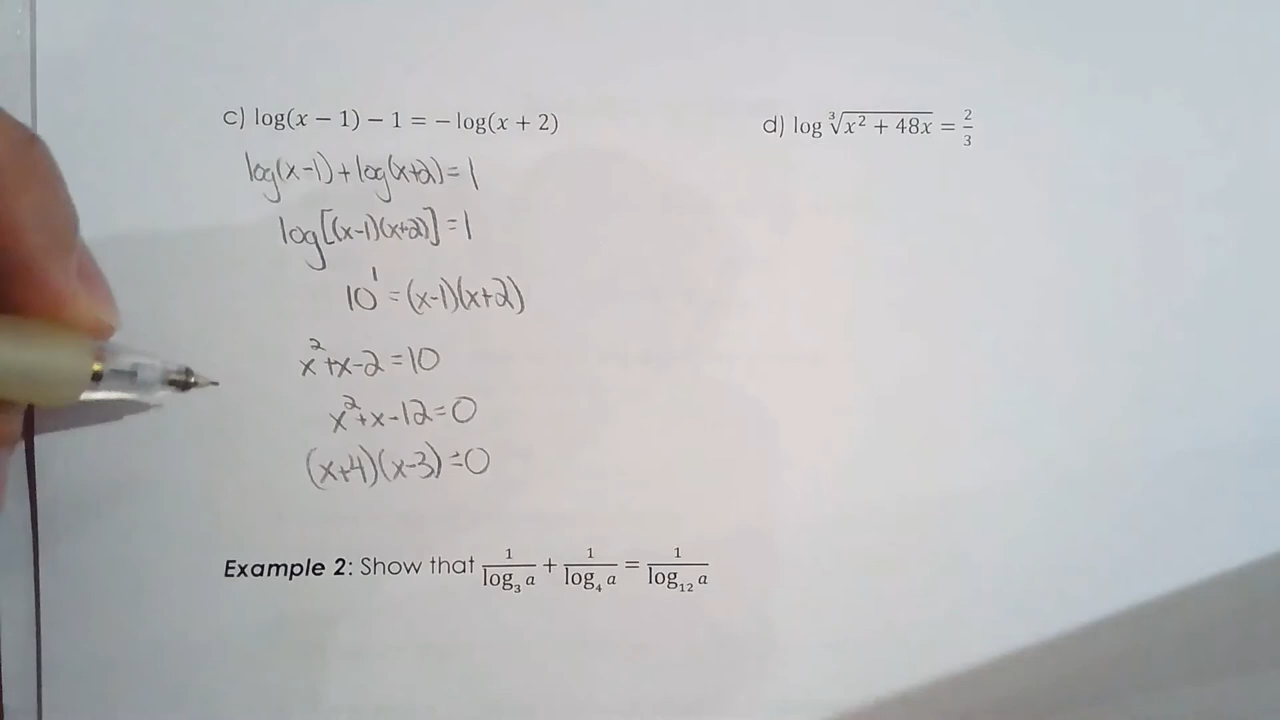 c) log(x − 1) − 1 = − log(x + 2)
log(x-1)+log(x+2)=1
log[(x-1)(x+2)]=1
10¹=(x-1)(x+2)
x²+x-2=10
x²+x-12=0
(x+4)(x-3)=0
d) log ∛(x² + 48x) = 2/3
Example 2: Show that 1/log₃ a + 1/log₄ a = 1/log₁₂ a